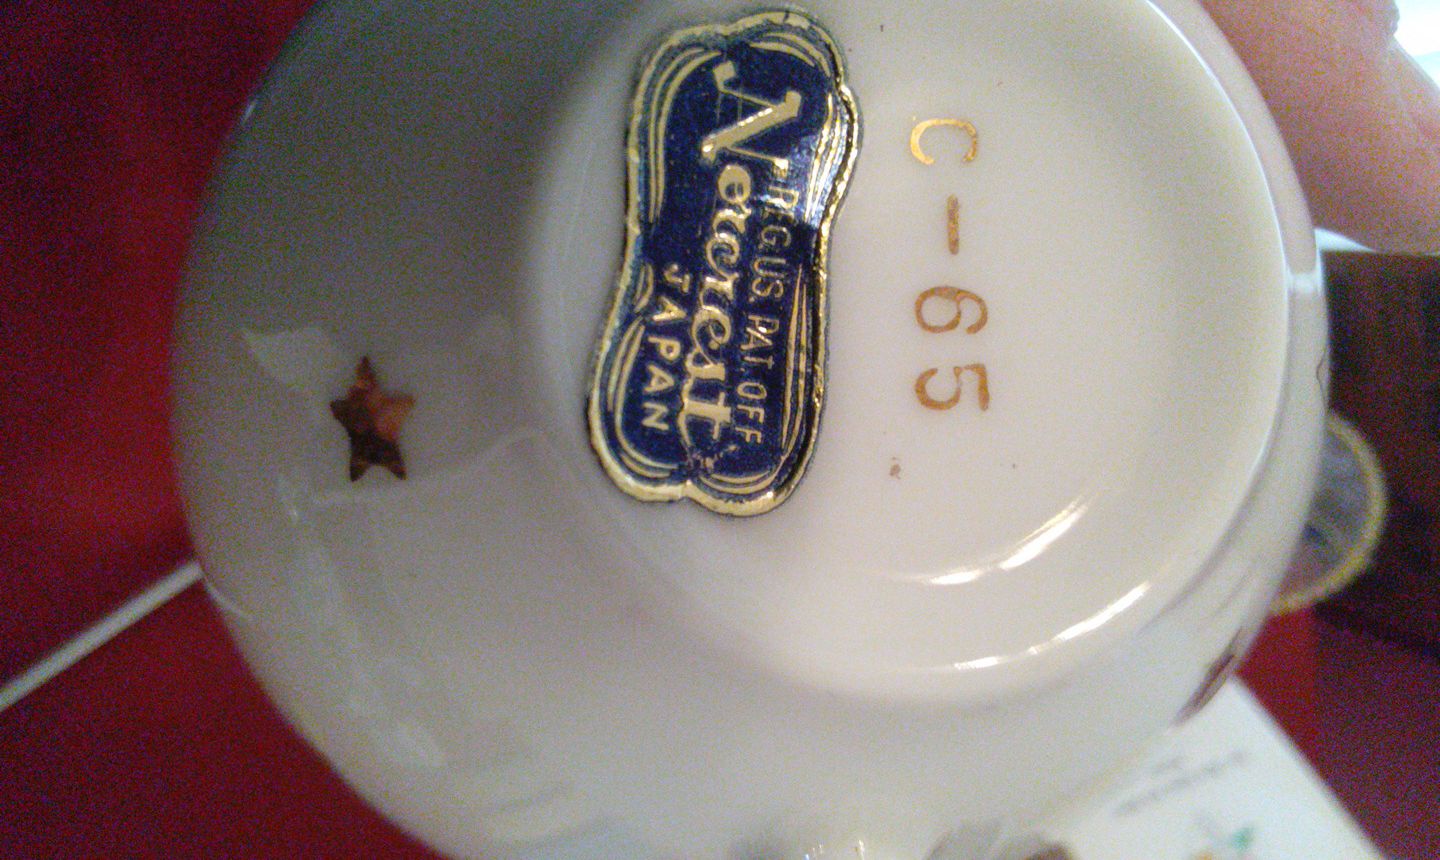 C-65
REG U.S. PAT. OFF.
Norcrest
JAPAN